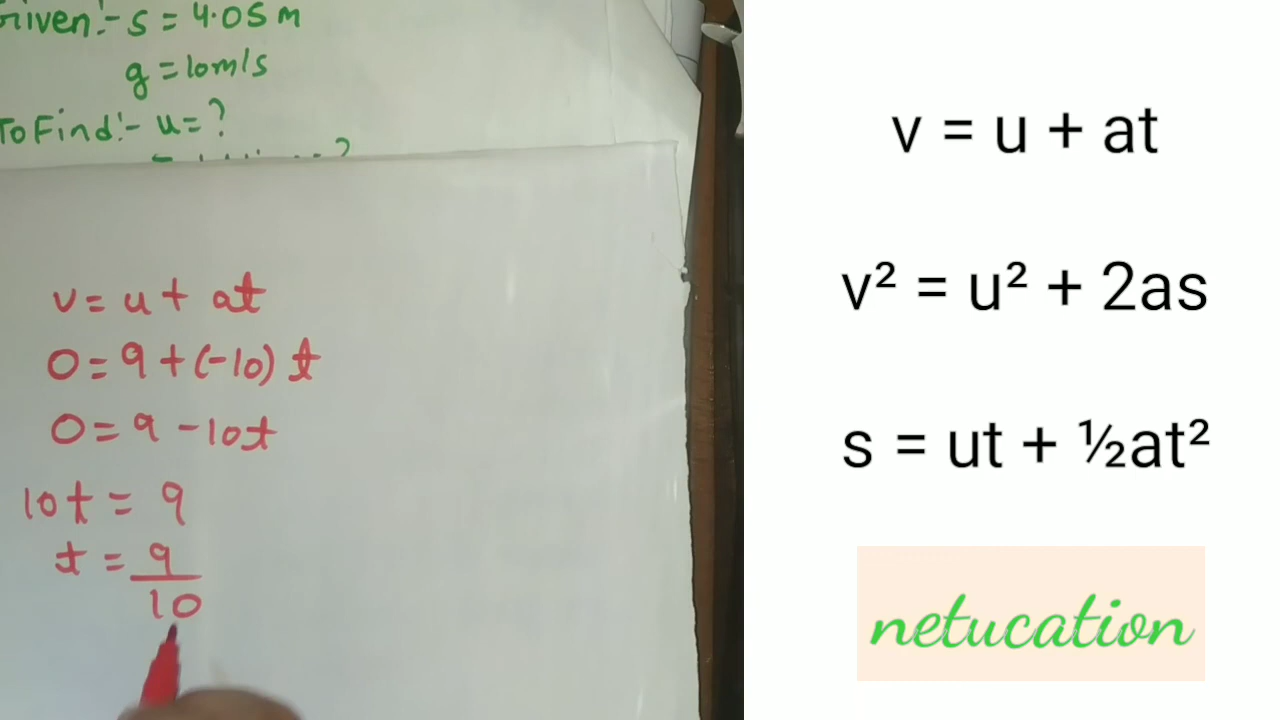 Given:- s = 4.05 m
g = 10m/s
To Find:- u = ?
v = u + at
0 = 9 + (-10) t
0 = 9 - 10t
10t = 9
t = 9
10
v = u + at
v² = u² + 2as
s = ut + ½at²
netucation